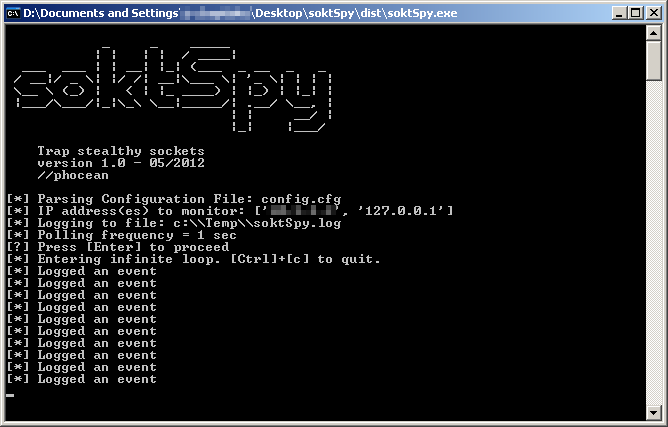 D:\Documents and Settings\ \Desktop\soktSpy\dist\soktSpy.exe
soktSpy
Trap stealthy sockets
version 1.0 - 05/2012
//phocean
[*] Parsing Configuration File: config.cfg
[*] IP address(es) to monitor: [' ', '127.0.0.1']
[*] Logging to file: c:\\Temp\\soktSpy.log
[*] Polling frequency = 1 sec
[?] Press [Enter] to proceed
[*] Entering infinite loop. [Ctrl]+[c] to quit.
[*] Logged an event
[*] Logged an event
[*] Logged an event
[*] Logged an event
[*] Logged an event
[*] Logged an event
[*] Logged an event
[*] Logged an event
[*] Logged an event
[*] Logged an event